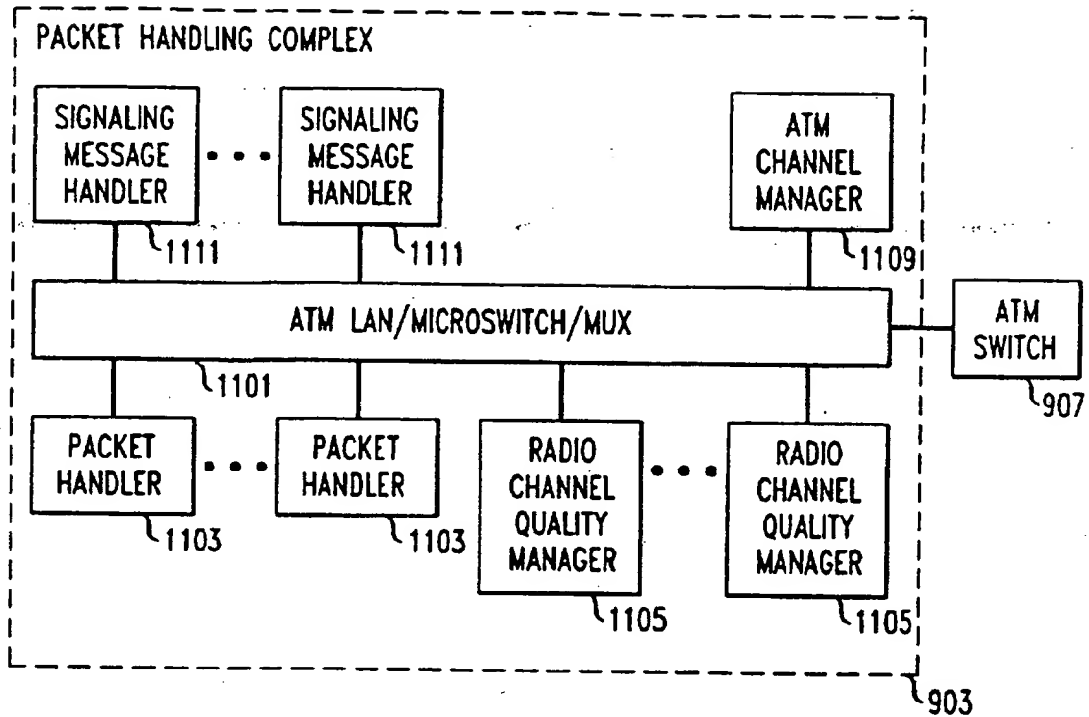 PACKET HANDLING COMPLEX
SIGNALING
MESSAGE
HANDLER
1111
SIGNALING
MESSAGE
HANDLER
1111
ATM
CHANNEL
MANAGER
1109
ATM LAN/MICROSWITCH/MUX
1101
ATM
SWITCH
907
PACKET
HANDLER
1103
PACKET
HANDLER
1103
RADIO
CHANNEL
QUALITY
MANAGER
1105
RADIO
CHANNEL
QUALITY
MANAGER
1105
903